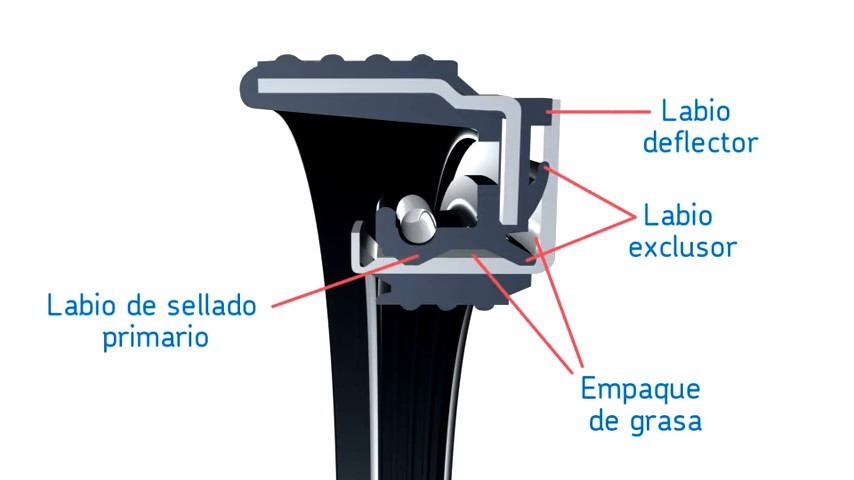 Labio
deflector
Labio
exclusor
Labio de sellado
primario
Empaque
de grasa